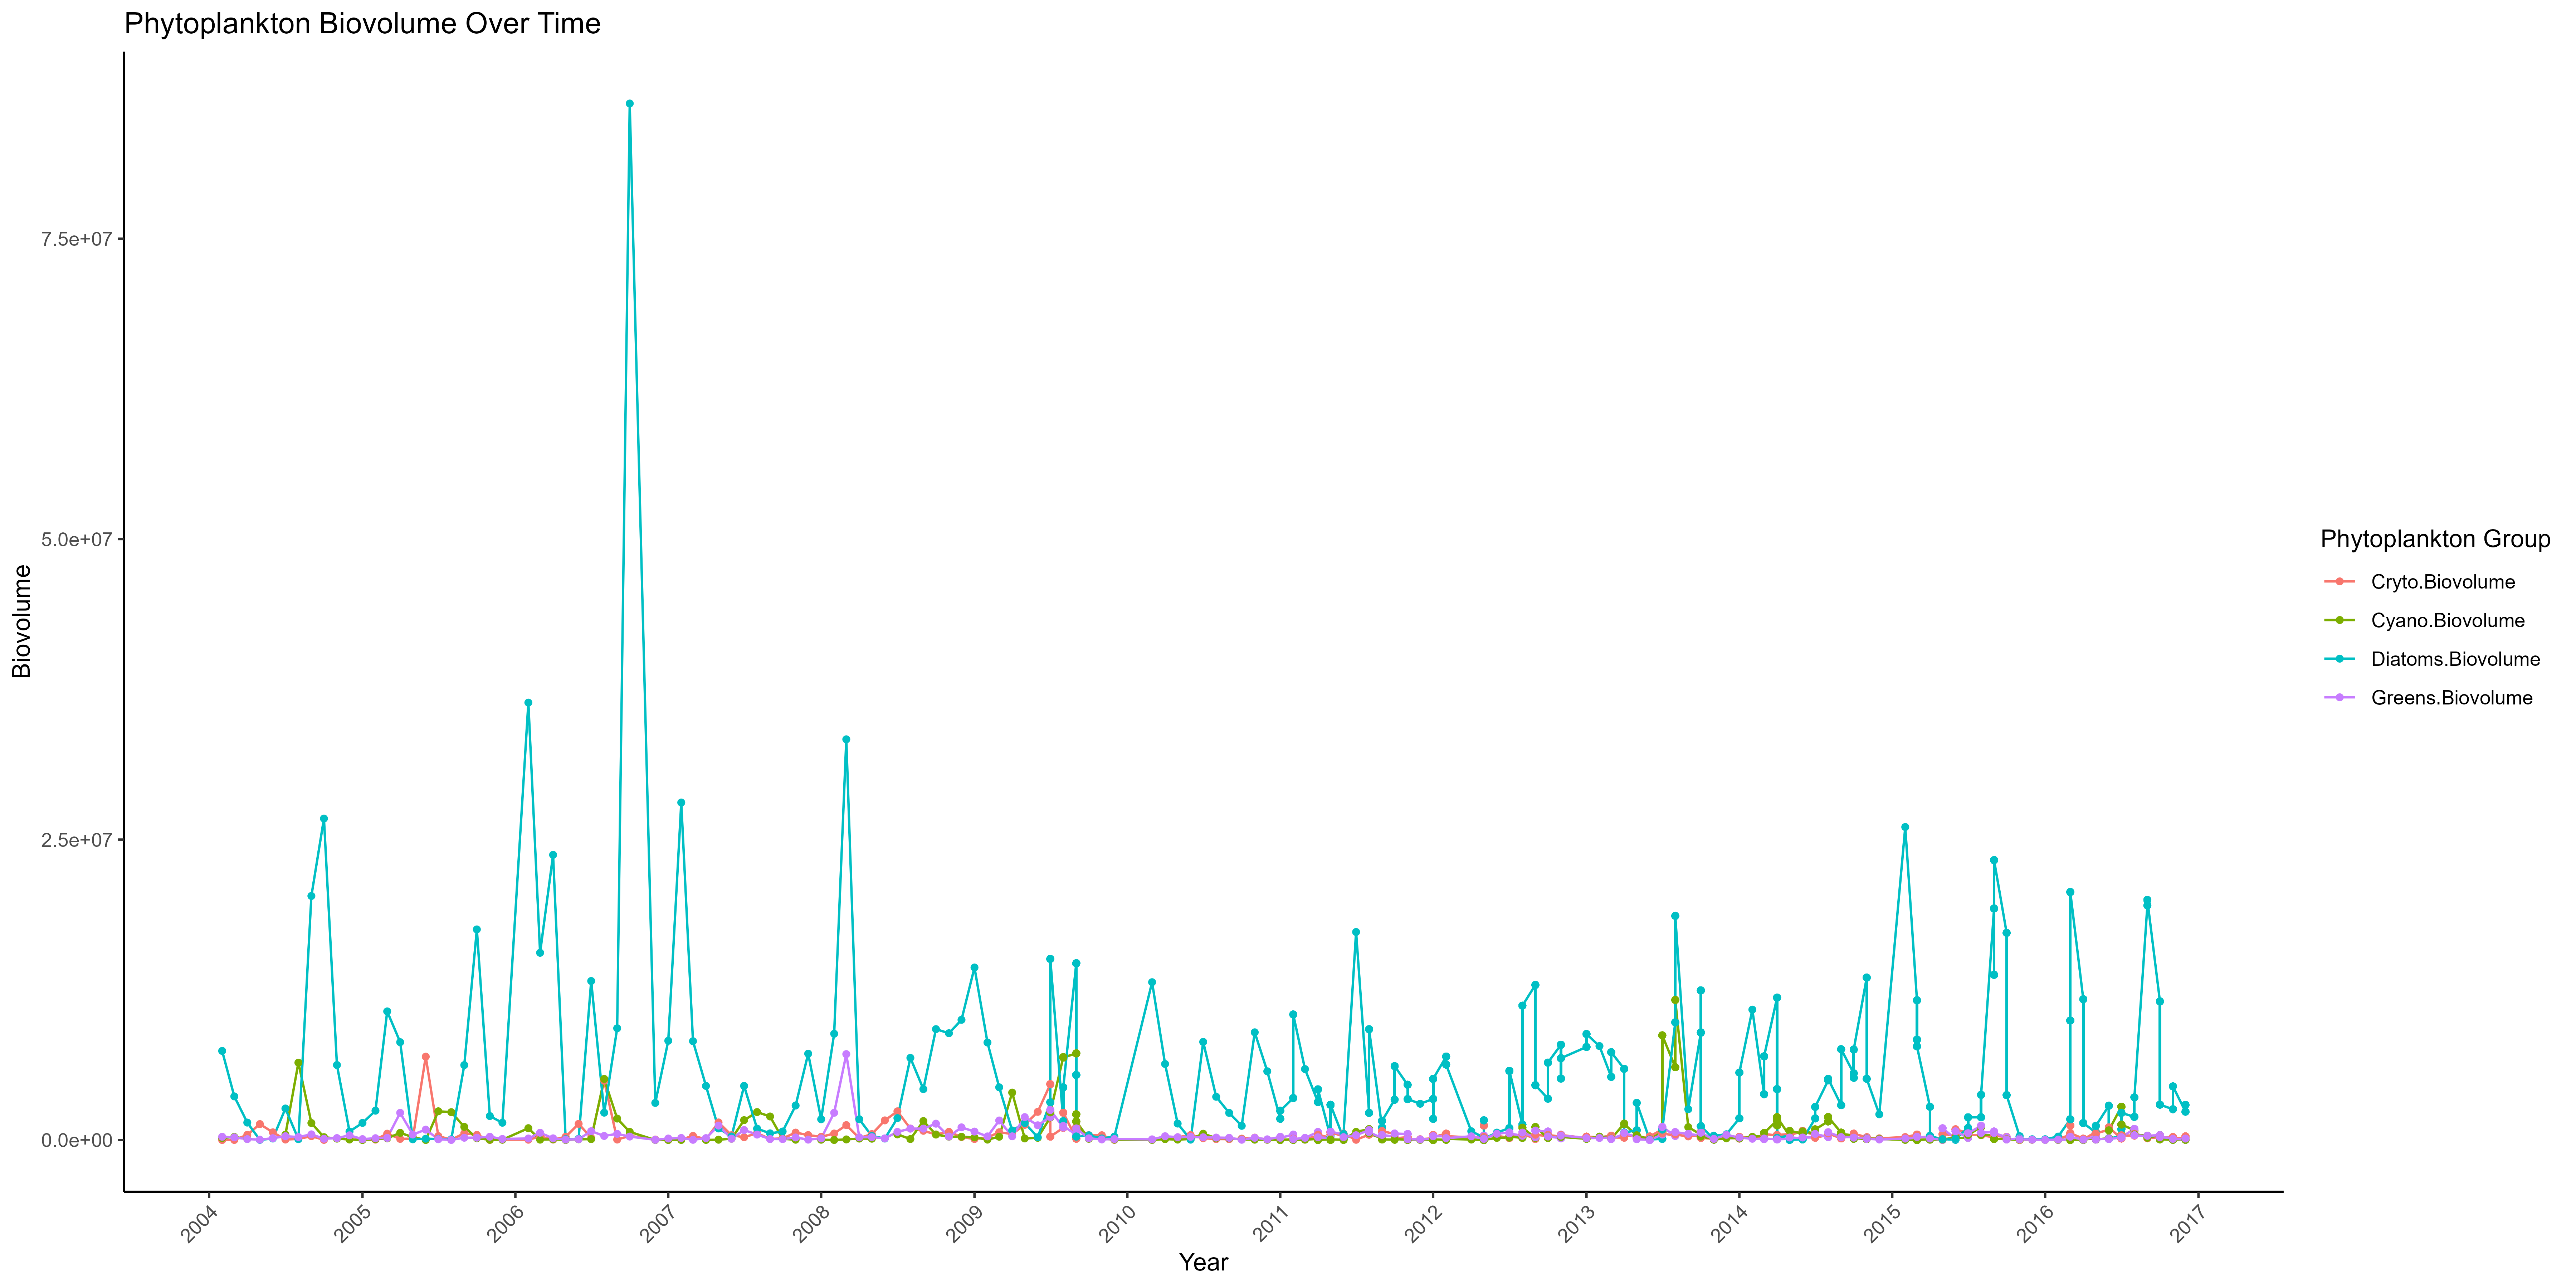 Phytoplankton Biovolume Over Time
7.5e+07
5.0e+07
2.5e+07
0.0e+00
Biovolume
2004
2005
2006
2007
2008
2009
2010
2011
2012
2013
2014
2015
2016
2017
Year
Phytoplankton Group
Cryto.Biovolume
Cyano.Biovolume
Diatoms.Biovolume
Greens.Biovolume